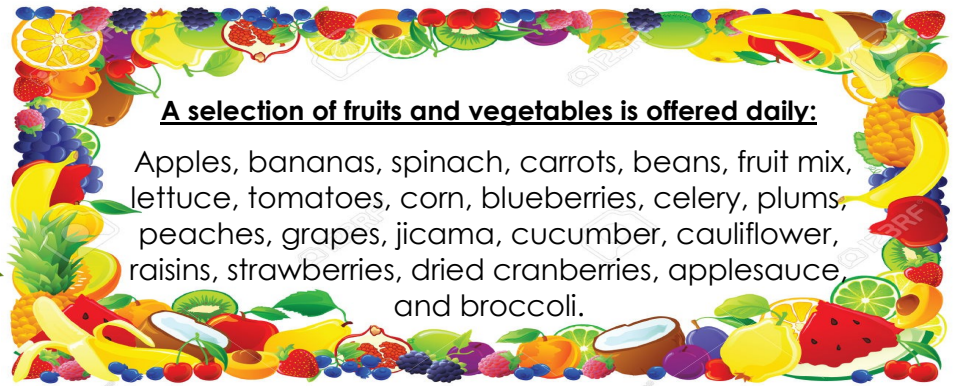 A selection of fruits and vegetables is offered daily:
Apples, bananas, spinach, carrots, beans, fruit mix,
lettuce, tomatoes, corn, blueberries, celery, plums,
peaches, grapes, jicama, cucumber, cauliflower,
raisins, strawberries, dried cranberries, applesauce,
and broccoli.